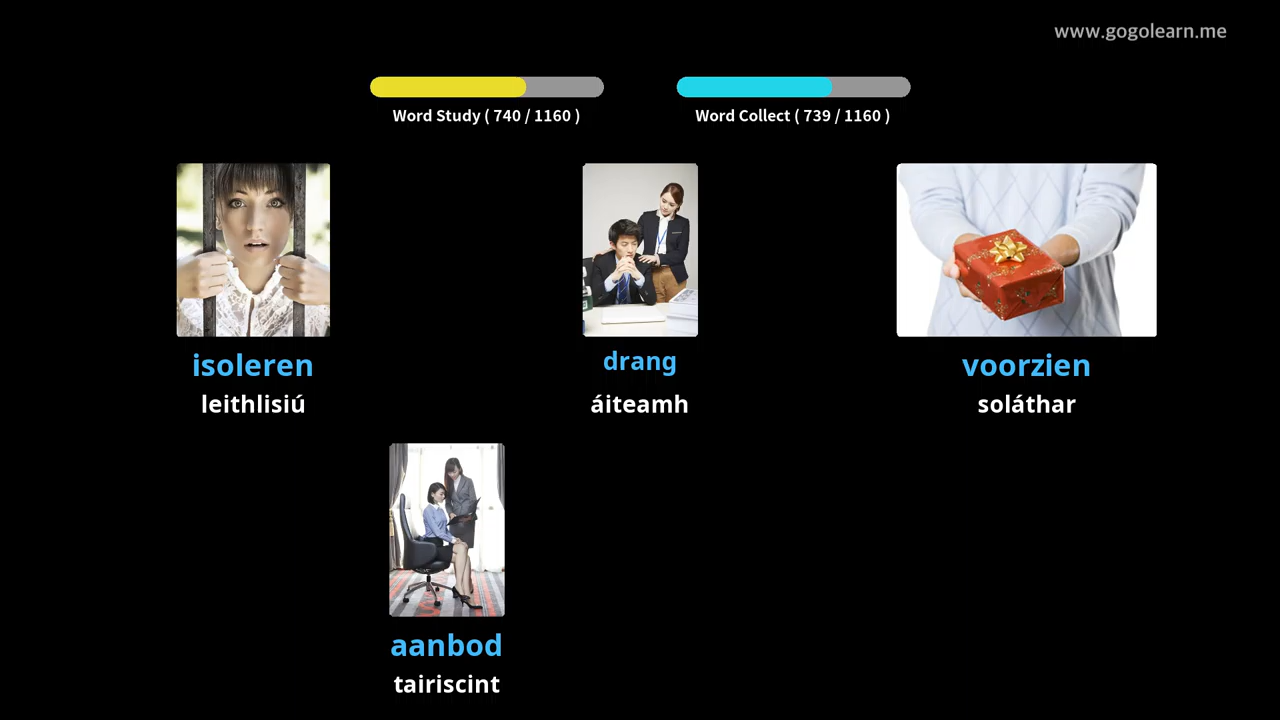 www.gogolearn.me
Word Study ( 740 / 1160 )
Word Collect ( 739 / 1160 )
isoleren
leithlisiú
drang
áiteamh
voorzien
soláthar
aanbod
tairiscint